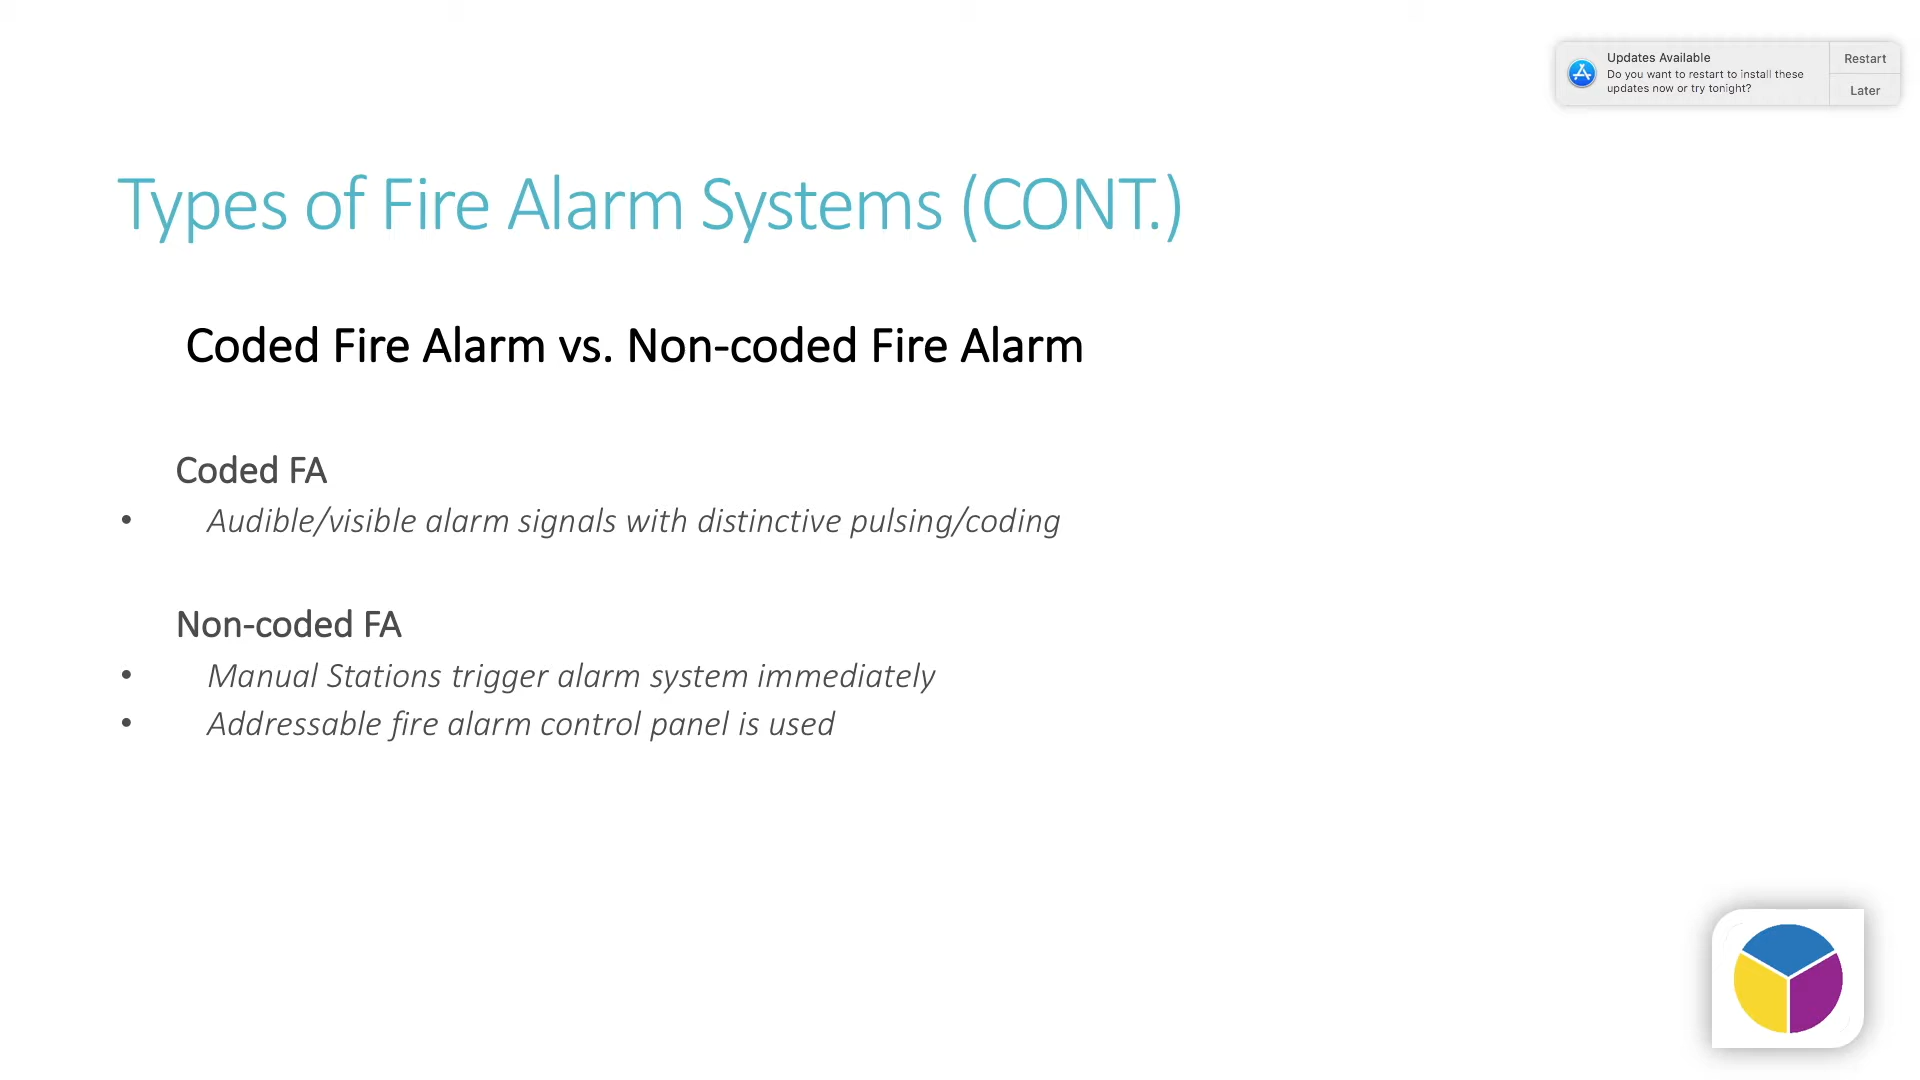 Updates Available
Do you want to restart to install these
updates now or try tonight?
Restart
Later
Types of Fire Alarm Systems (CONT.)
Coded Fire Alarm vs. Non-coded Fire Alarm
Coded FA
• Audible/visible alarm signals with distinctive pulsing/coding
Non-coded FA
• Manual Stations trigger alarm system immediately
• Addressable fire alarm control panel is used